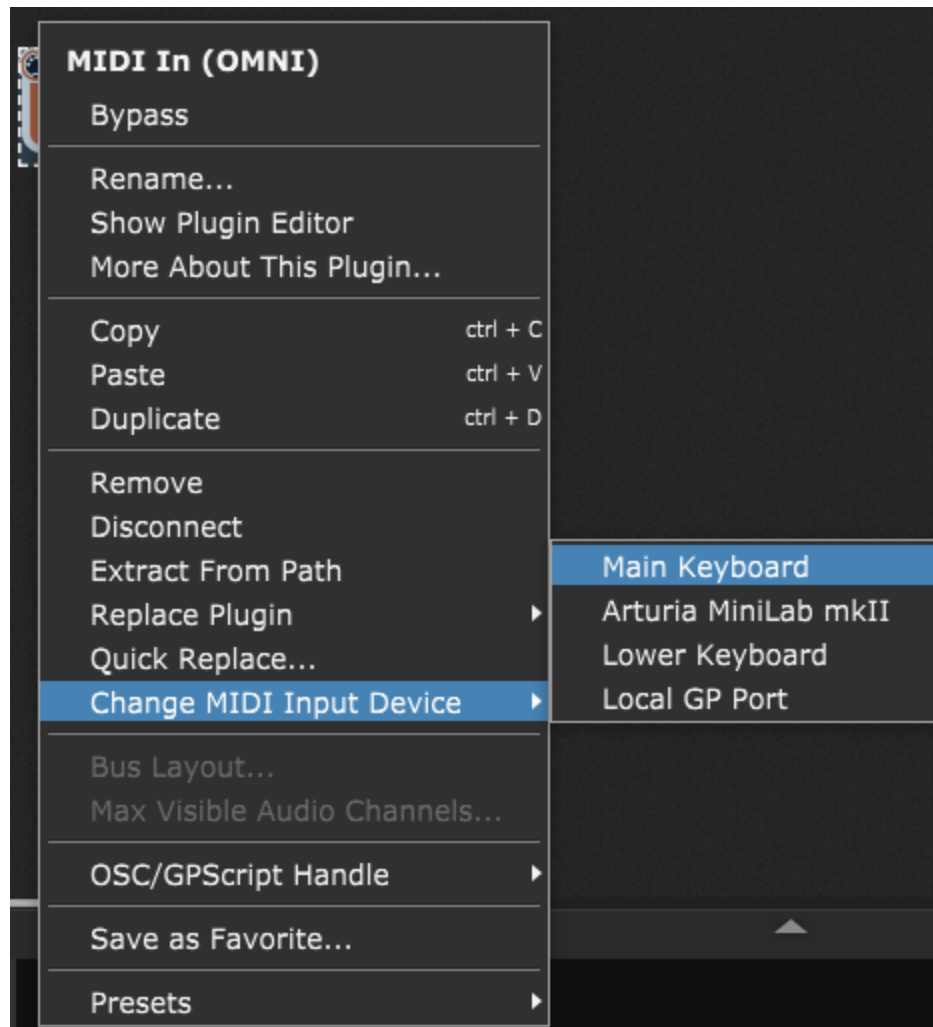 MIDI In (OMNI)
Bypass
Rename...
Show Plugin Editor
More About This Plugin...
Copy ctrl + C
Paste ctrl + V
Duplicate ctrl + D
Remove
Disconnect
Extract From Path
Replace Plugin
Quick Replace...
Change MIDI Input Device
Main Keyboard
Arturia MiniLab mkII
Lower Keyboard
Local GP Port
Bus Layout...
Max Visible Audio Channels...
OSC/GPScript Handle
Save as Favorite...
Presets